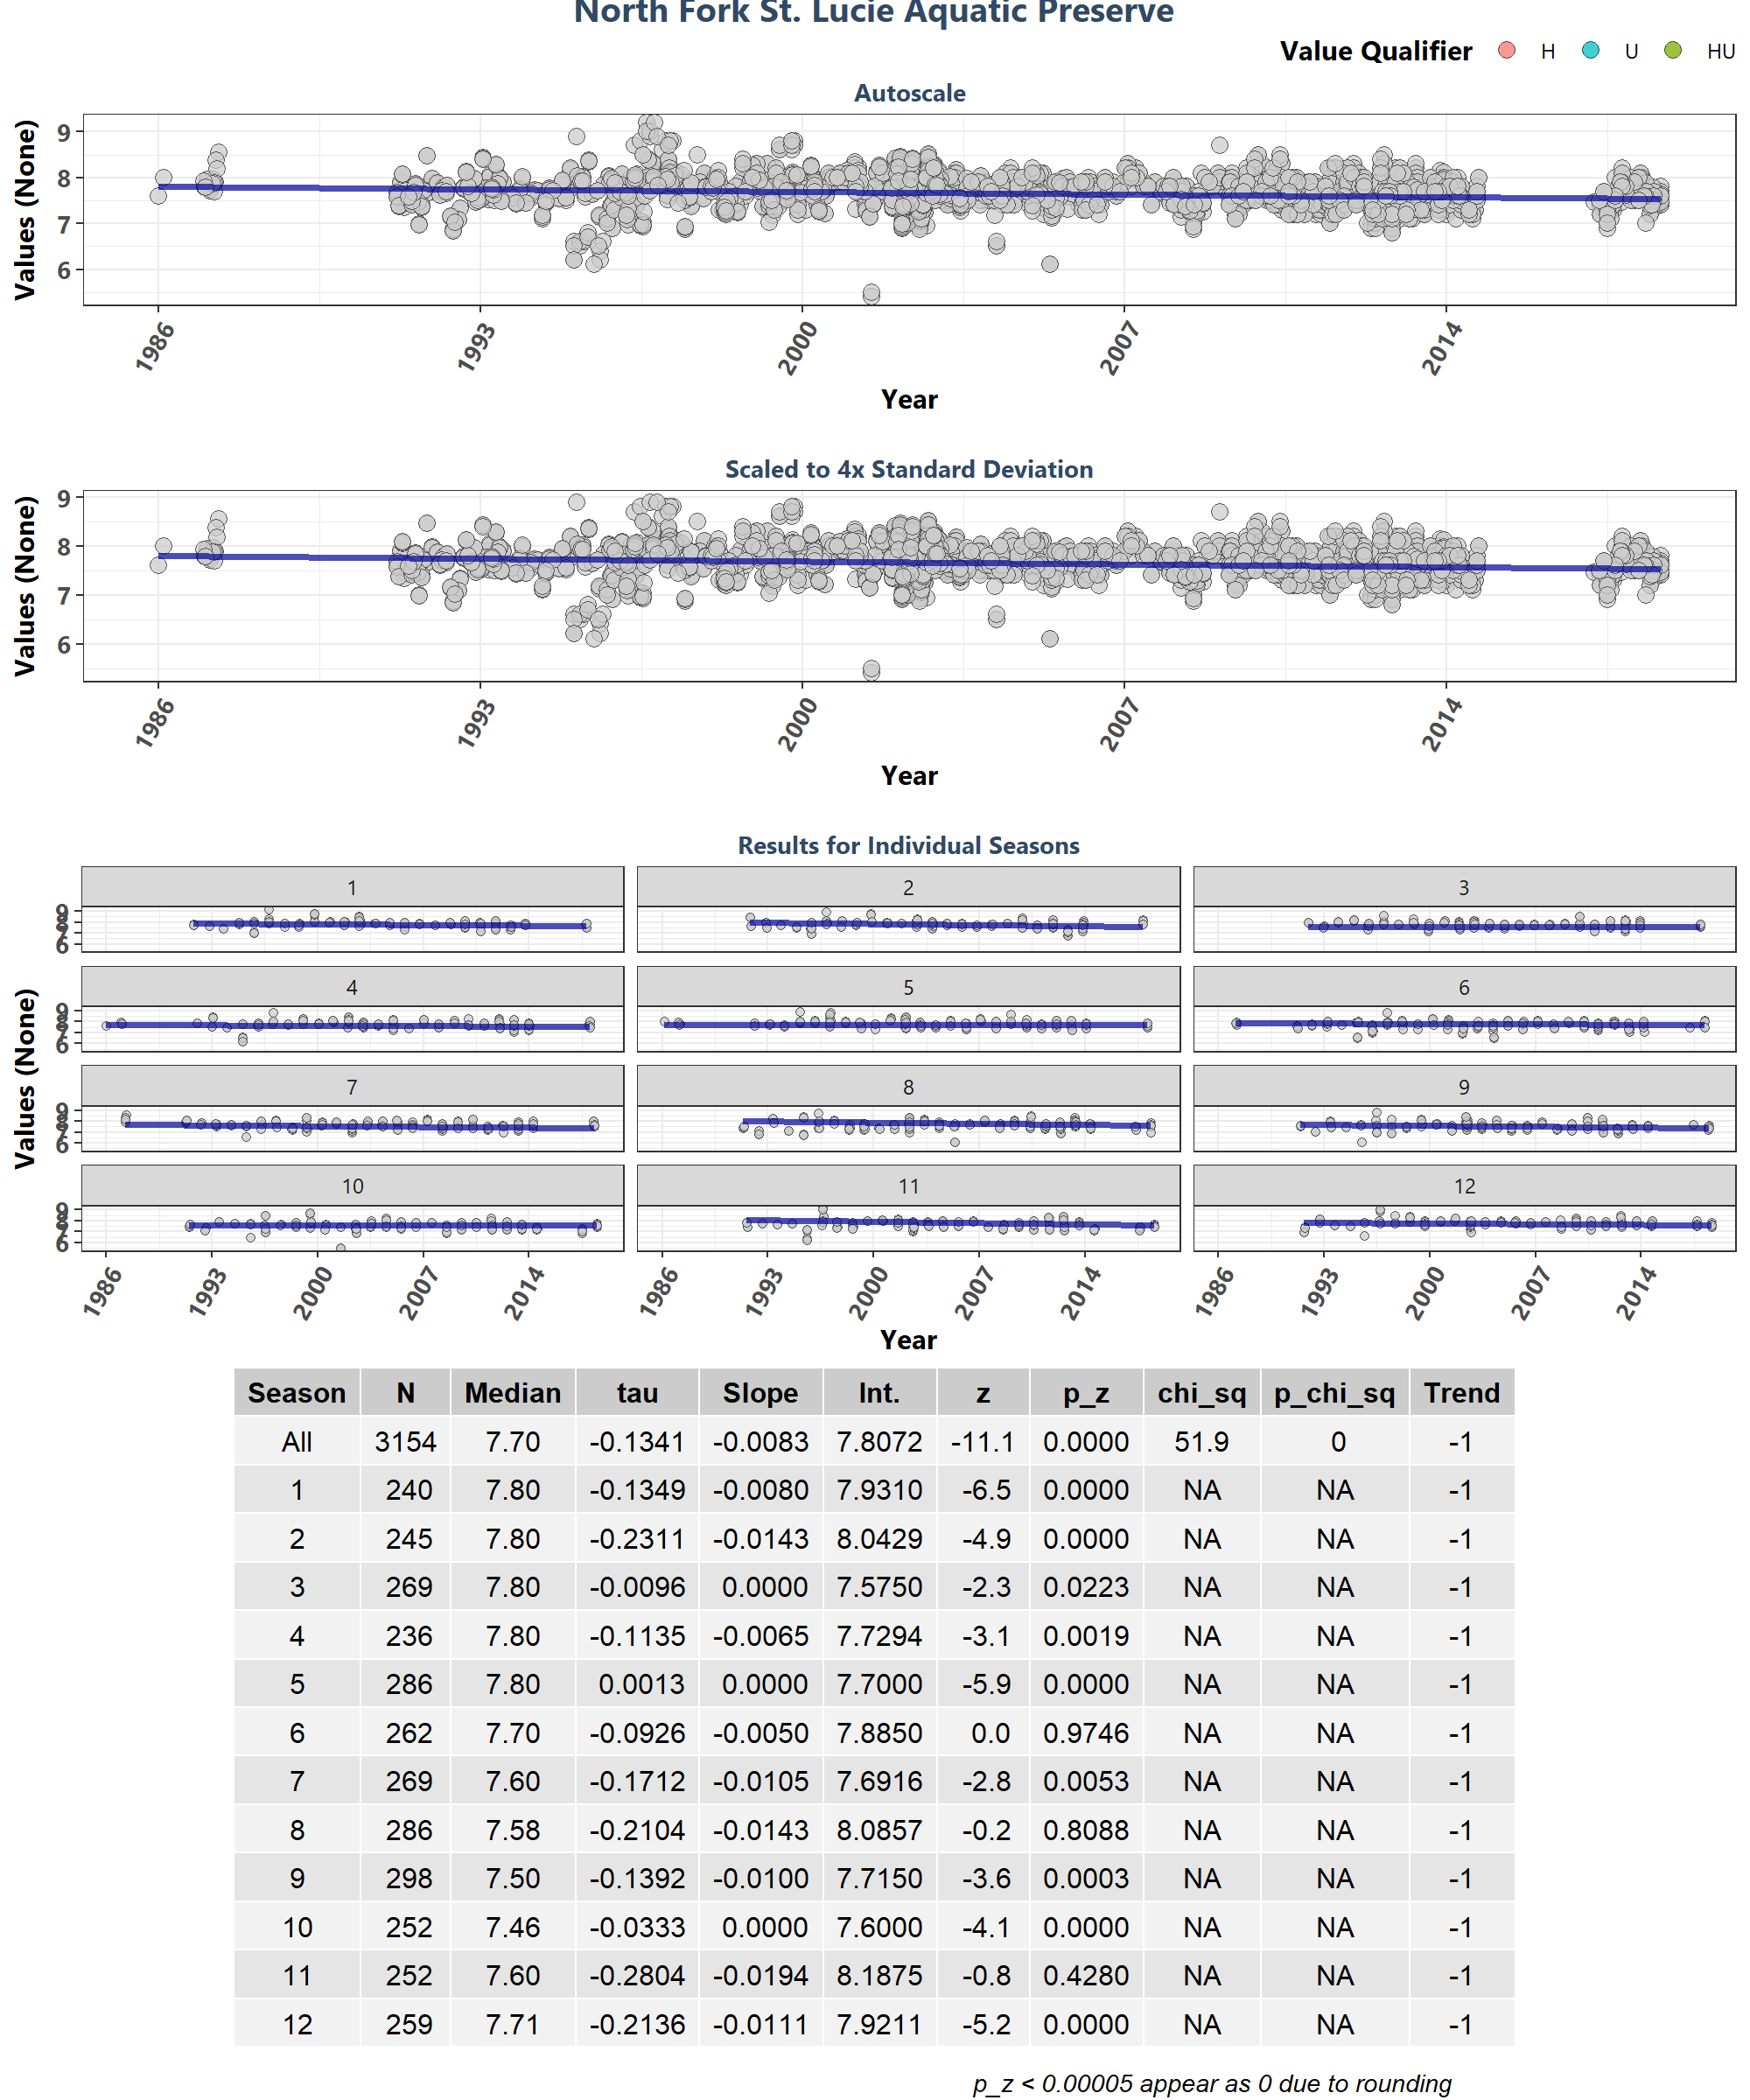 North Fork St. Lucie Aquatic Preserve
Value Qualifier H U HU
Autoscale
Values (None)
9
8
7
6
1986 1993 2000 2007 2014
Year
Scaled to 4x Standard Deviation
Values (None)
9
8
7
6
1986 1993 2000 2007 2014
Year
Results for Individual Seasons
Values (None)
1 2 3
9
8
7
6
4 5 6
9
8
7
6
7 8 9
9
8
7
6
10 11 12
9
8
7
6
1986 1993 2000 2007 2014 1986 1993 2000 2007 2014 1986 1993 2000 2007 2014
Year
Season N Median tau Slope Int. z p_z chi_sq p_chi_sq Trend
All 3154 7.70 -0.1341 -0.0083 7.8072 -11.1 0.0000 51.9 0 -1
1 240 7.80 -0.1349 -0.0080 7.9310 -6.5 0.0000 NA NA -1
2 245 7.80 -0.2311 -0.0143 8.0429 -4.9 0.0000 NA NA -1
3 269 7.80 -0.0096 0.0000 7.5750 -2.3 0.0223 NA NA -1
4 236 7.80 -0.1135 -0.0065 7.7294 -3.1 0.0019 NA NA -1
5 286 7.80 0.0013 0.0000 7.7000 -5.9 0.0000 NA NA -1
6 262 7.70 -0.0926 -0.0050 7.8850 0.0 0.9746 NA NA -1
7 269 7.60 -0.1712 -0.0105 7.6916 -2.8 0.0053 NA NA -1
8 286 7.58 -0.2104 -0.0143 8.0857 -0.2 0.8088 NA NA -1
9 298 7.50 -0.1392 -0.0100 7.7150 -3.6 0.0003 NA NA -1
10 252 7.46 -0.0333 0.0000 7.6000 -4.1 0.0000 NA NA -1
11 252 7.60 -0.2804 -0.0194 8.1875 -0.8 0.4280 NA NA -1
12 259 7.71 -0.2136 -0.0111 7.9211 -5.2 0.0000 NA NA -1
p_z < 0.00005 appear as 0 due to rounding